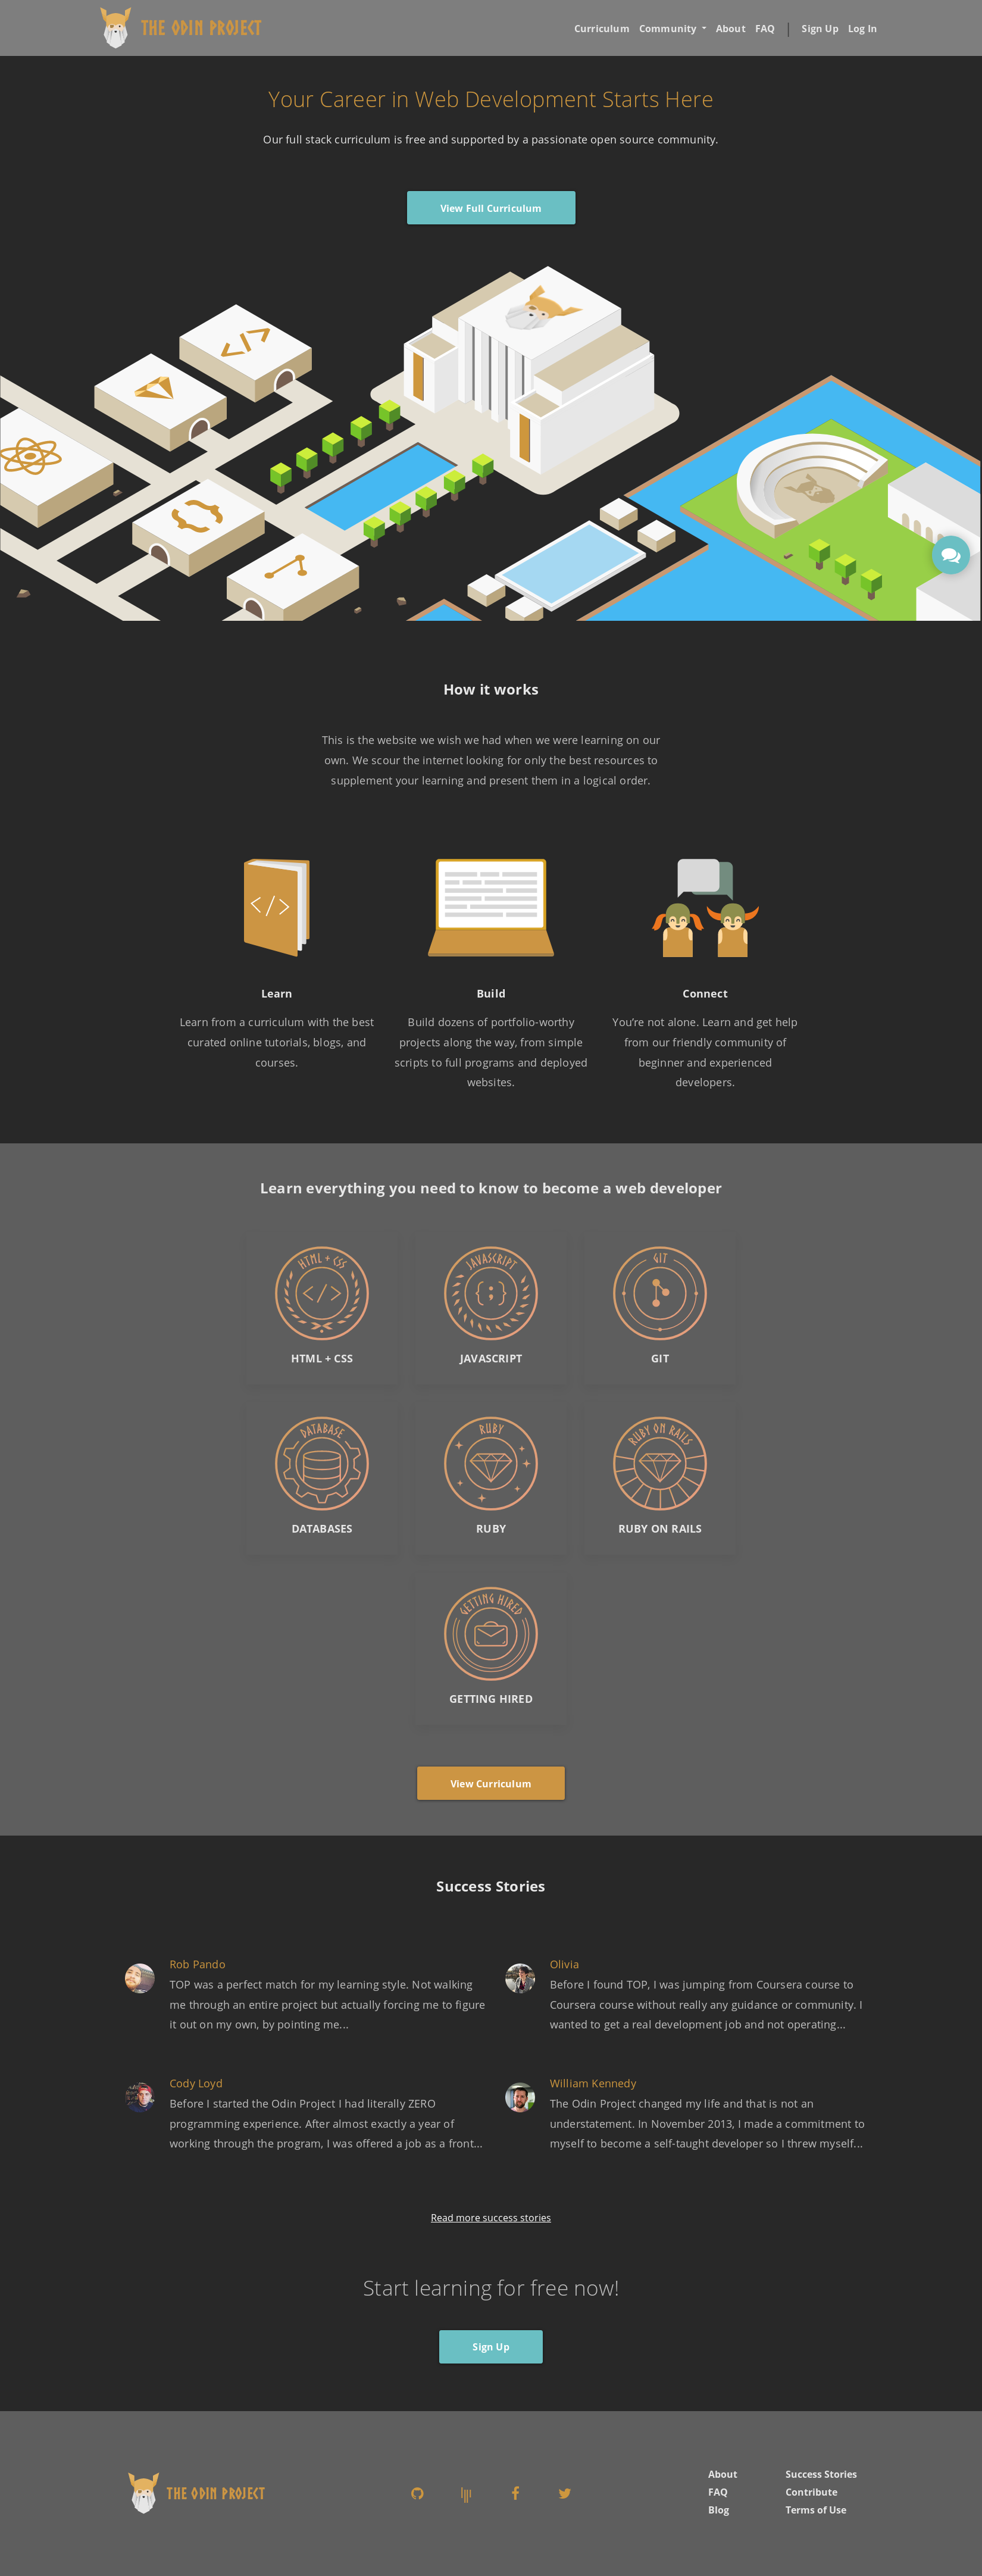 THE ODIN PROJECT
Curriculum Community About FAQ Sign Up Log In
Your Career in Web Development Starts Here
Our full stack curriculum is free and supported by a passionate open source community.
View Full Curriculum
</>
{}
How it works
This is the website we wish we had when we were learning on our
own. We scour the internet looking for only the best resources to
supplement your learning and present them in a logical order.
</>
Learn
Learn from a curriculum with the best
curated online tutorials, blogs, and
courses.
Build
Build dozens of portfolio-worthy
projects along the way, from simple
scripts to full programs and deployed
websites.
Connect
You’re not alone. Learn and get help
from our friendly community of
beginner and experienced
developers.
Learn everything you need to know to become a web developer
HTML + CSS
</>
HTML + CSS
JAVASCRIPT
{;}
JAVASCRIPT
GIT
GIT
DATABASE
DATABASES
RUBY
RUBY
RUBY ON RAILS
RUBY ON RAILS
GETTING HIRED
GETTING HIRED
View Curriculum
Success Stories
Rob Pando
TOP was a perfect match for my learning style. Not walking
me through an entire project but actually forcing me to figure
it out on my own, by pointing me...
Olivia
Before I found TOP, I was jumping from Coursera course to
Coursera course without really any guidance or community. I
wanted to get a real development job and not operating...
Cody Loyd
Before I started the Odin Project I had literally ZERO
programming experience. After almost exactly a year of
working through the program, I was offered a job as a front...
William Kennedy
The Odin Project changed my life and that is not an
understatement. In November 2013, I made a commitment to
myself to become a self-taught developer so I threw myself...
Read more success stories
Start learning for free now!
Sign Up
THE ODIN PROJECT
About
FAQ
Blog
Success Stories
Contribute
Terms of Use